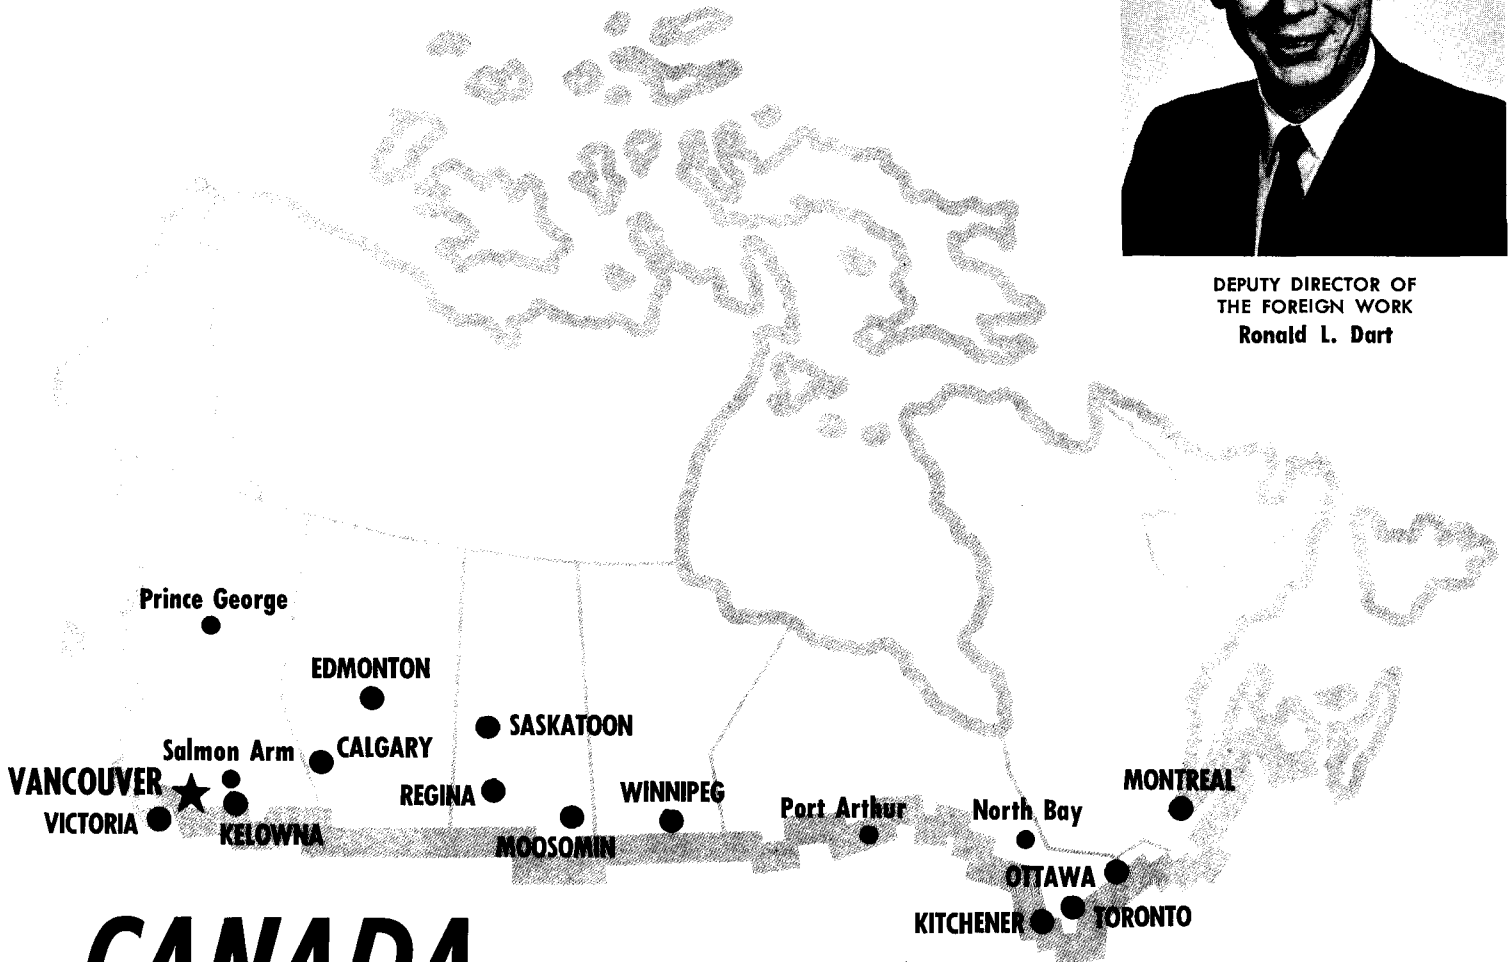 DEPUTY DIRECTOR OF
THE FOREIGN WORK
Ronald L. Dart
Prince George
EDMONTON
SASKATOON
Salmon Arm
CALGARY
VANCOUVER
REGINA
WINNIPEG
MONTREAL
VICTORIA
KELOWNA
MOOSOMIN
Port Arthur
North Bay
OTTAWA
KITCHENER
TORONTO
CANADA